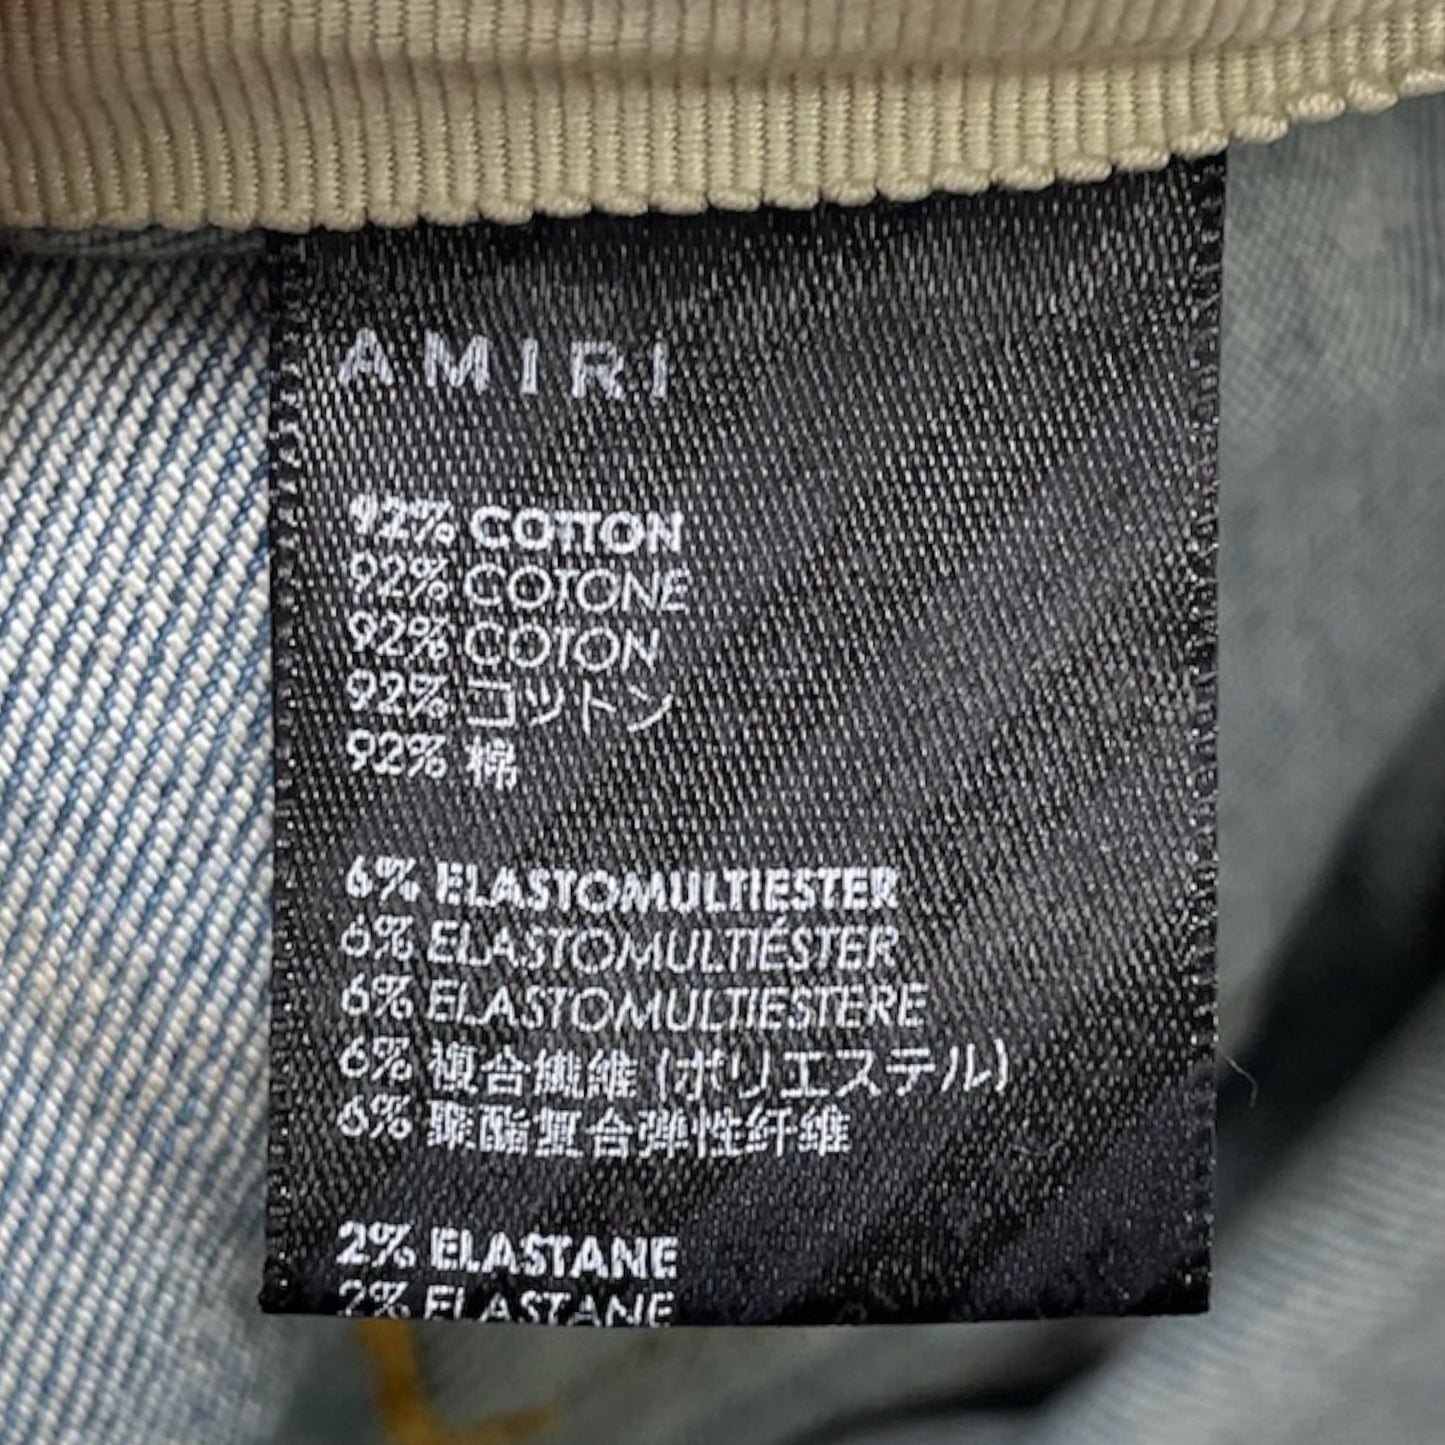 AMIRI
92% COTTON
92% COTONE
92% COTON
92% コットン
92% 棉
6% ELASTOMULTIESTER
6% ELASTOMULTIÉSTER
6% ELASTOMULTIESTERE
6% 複合繊維 (ポリエステル)
6% 聚酯复合弹性纤维
2% ELASTANE
2% ELASTANE